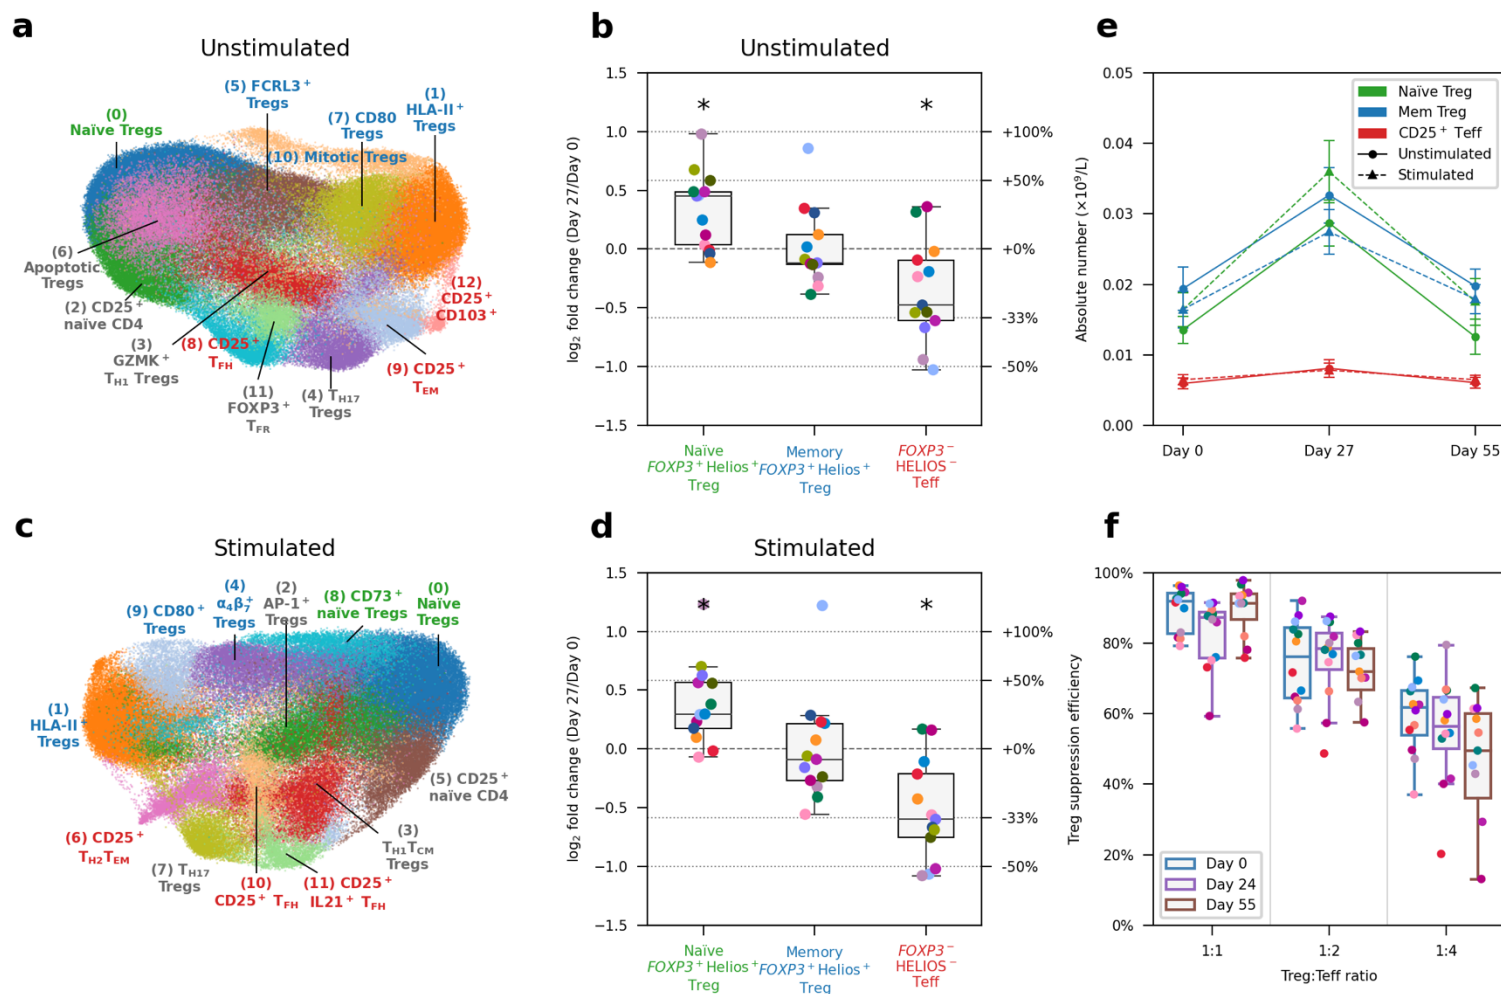 a
Unstimulated
(0)
Naïve Tregs
(5) FCRL3⁺
Tregs
(7) CD80
Tregs
(1)
HLA-II⁺
Tregs
(10) Mitotic Tregs
(6)
Apoptotic
Tregs
(2) CD25⁺
naïve CD4
(3)
GZMK⁺
T_H1 Tregs
(8) CD25⁺
T_FH
(11)
FOXP3⁺
T_FR
(4) T_H17
Tregs
(9) CD25⁺
T_EM
(12)
CD25⁺
CD103⁺
b
Unstimulated
log₂ fold change (Day 27/Day 0)
1.5
1.0
0.5
0.0
−0.5
−1.0
−1.5
*
*
+100%
+50%
+0%
-33%
-50%
Naïve
FOXP3⁺Helios⁺
Treg
Memory
FOXP3⁺Helios⁺
Treg
FOXP3⁻
HELIOS⁻
Teff
e
Absolute number (×10⁹/L)
0.05
0.04
0.03
0.02
0.01
0.00
Naïve Treg
Mem Treg
CD25⁺ Teff
Unstimulated
Stimulated
Day 0
Day 27
Day 55
c
Stimulated
(9) CD80⁺
Tregs
(4)
α₄β₇⁺
Tregs
(2)
AP-1⁺
Tregs
(8) CD73⁺
naïve Tregs
(0)
Naïve
Tregs
(1)
HLA-II⁺
Tregs
(5) CD25⁺
naïve CD4
(6) CD25⁺
T_H2T_EM
(7) T_H17
Tregs
(10)
CD25⁺ T_FH
(11) CD25⁺
IL21⁺ T_FH
(3)
T_H1T_CM
Tregs
d
Stimulated
log₂ fold change (Day 27/Day 0)
1.5
1.0
0.5
0.0
−0.5
−1.0
−1.5
*
*
+100%
+50%
+0%
-33%
-50%
Naïve
FOXP3⁺Helios⁺
Treg
Memory
FOXP3⁺Helios⁺
Treg
FOXP3⁻
HELIOS⁻
Teff
f
Treg suppression efficiency
100%
80%
60%
40%
20%
0%
Day 0
Day 24
Day 55
1:1
1:2
1:4
Treg:Teff ratio